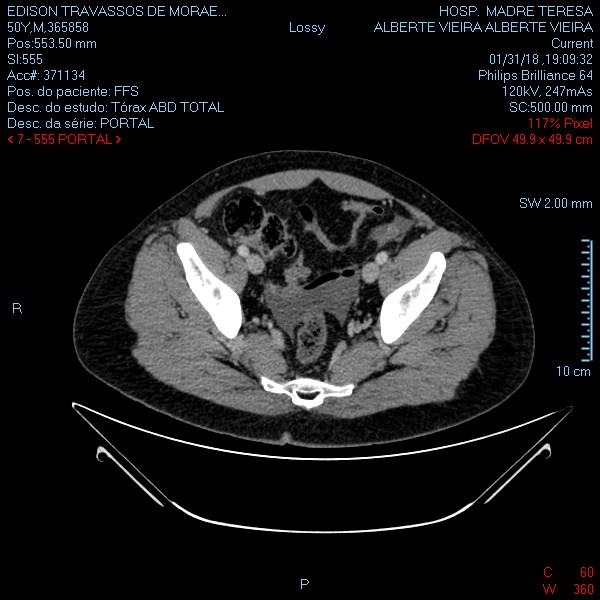 EDISON TRAVASSOS DE MORAE...
50Y,M,365858
Pos:553.50 mm
SI:555
Acc#: 371134
Pos. do paciente: FFS
Desc. do estudo: Tórax ABD TOTAL
Desc. da série: PORTAL
< 7 - 555 PORTAL >
Lossy
HOSP. MADRE TERESA
ALBERTE VIEIRA ALBERTE VIEIRA
Current
01/31/18 ,19:09:32
Philips Brilliance 64
120kV, 247mAs
SC:500.00 mm
117% Pixel
DFOV 49.9 x 49.9 cm
SW 2.00 mm
R
10 cm
P
C 60
W 360